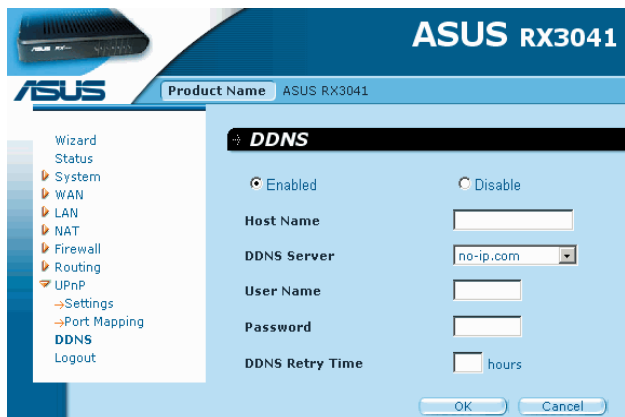 ASUS RX3041
ASUS
Product Name ASUS RX3041
Wizard
Status
System
WAN
LAN
NAT
Firewall
Routing
UPnP
→Settings
→Port Mapping
DDNS
Logout
DDNS
Enabled Disable
Host Name
DDNS Server no-ip.com
User Name
Password
DDNS Retry Time hours
OK Cancel